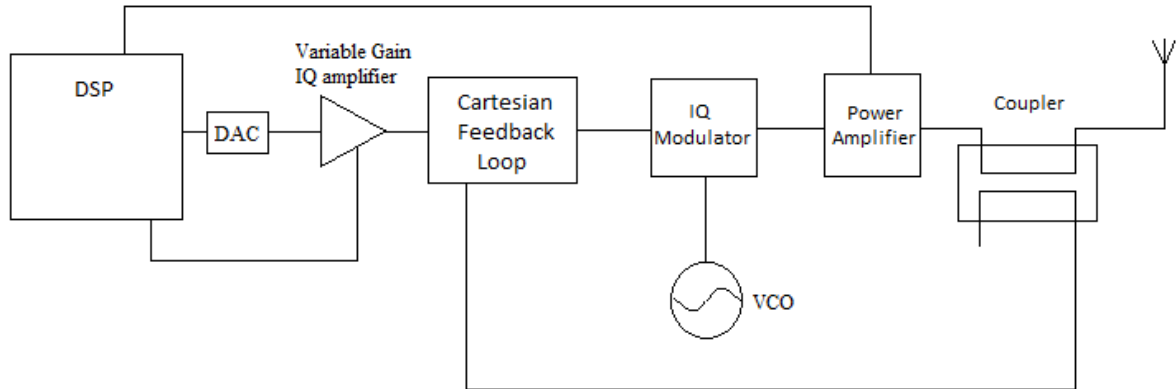 Variable Gain
IQ amplifier
DSP
DAC
Cartesian
Feedback
Loop
IQ
Modulator
Power
Amplifier
Coupler
VCO